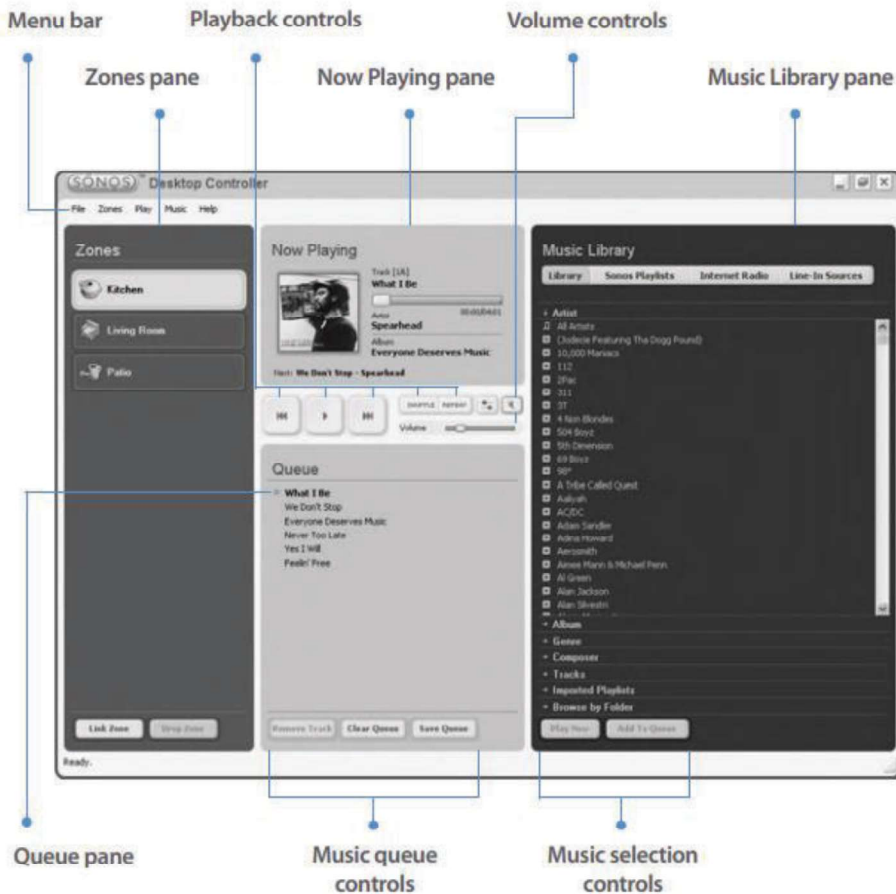 Menu bar
Playback controls
Volume controls
Zones pane
Now Playing pane
Music Library pane
SONOS™ Desktop Controller
File Zones Play Music Help
Zones
Kitchen
Living Room
Patio
Link Zone Drop Zone
Now Playing
Track [1/6]
What I Be
Artist
Spearhead
Album
Everyone Deserves Music
Next: We Don't Stop - Spearhead
SHUFFLE REPEAT
Volume
Queue
What I Be
We Don't Stop
Everyone Deserves Music
Never Too Late
Yes I Will
Feelin' Free
Remove Track Clear Queue Save Queue
Music Library
Library Sonos Playlists Internet Radio Line-In Sources
Artist
All Artists
(Jodecie Featuring Tha Dogg Pound)
10,000 Maniacs
112
2Pac
311
3T
4 Non Blondes
504 Boyz
5th Dimension
69 Boyz
98°
A Tribe Called Quest
Aaliyah
AC/DC
Adam Sandler
Adina Howard
Aerosmith
Aimee Mann & Michael Penn
Al Green
Alan Jackson
Alan Silvestri
Album
Genre
Composer
Tracks
Imported Playlists
Browse by Folder
Play Now Add To Queue
Ready.
Queue pane
Music queue
controls
Music selection
controls